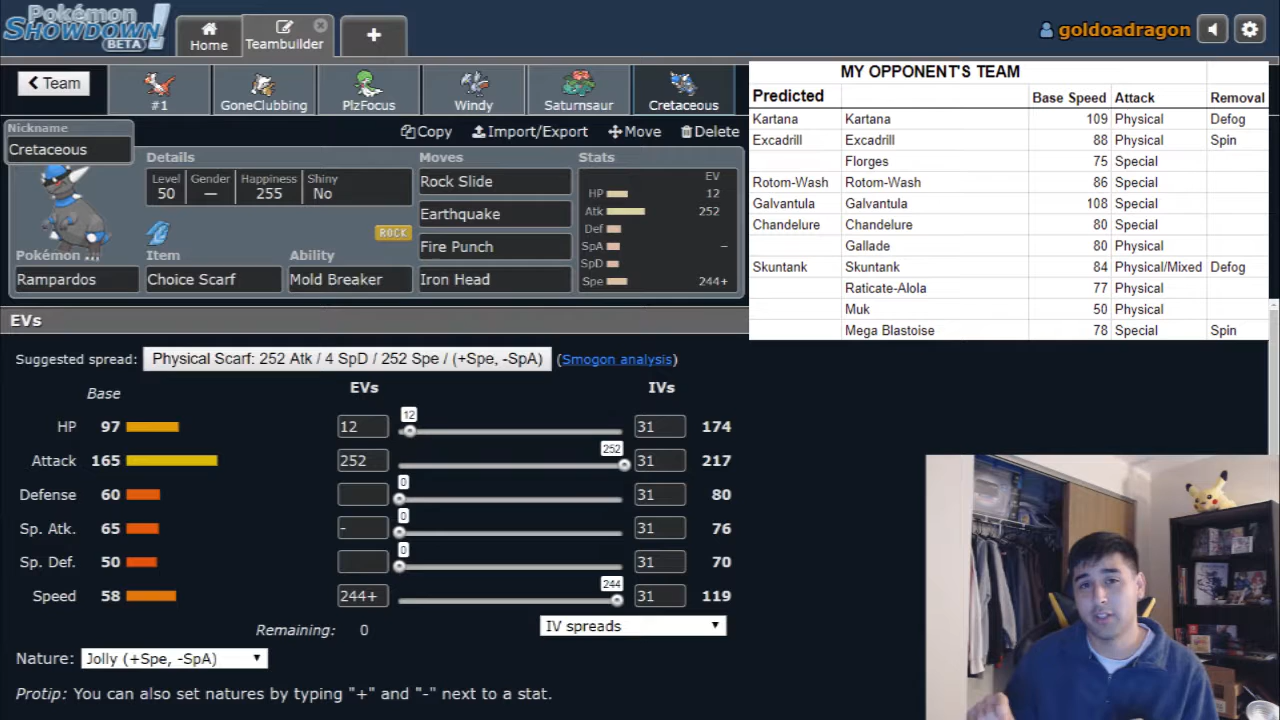 Pokémon
SHOWDOWN!
BETA
Home
Teambuilder
+
goldoadragon
Team
#1
GoneClubbing
PlzFocus
Windy
Saturnsaur
Cretaceous
Nickname
Cretaceous
Copy Import/Export Move Delete
Details
Level Gender Happiness Shiny
50 — 255 No
ROCK
Pokémon ... Item Ability
Rampardos Choice Scarf Mold Breaker
Moves
Rock Slide
Earthquake
Fire Punch
Iron Head
Stats
EV
HP 12
Atk 252
Def
SpA –
SpD
Spe 244+
MY OPPONENT'S TEAM
Predicted Base Speed Attack Removal
Kartana Kartana 109 Physical Defog
Excadrill Excadrill 88 Physical Spin
Florges 75 Special
Rotom-Wash Rotom-Wash 86 Special
Galvantula Galvantula 108 Special
Chandelure Chandelure 80 Special
Gallade 80 Physical
Skuntank Skuntank 84 Physical/Mixed Defog
Raticate-Alola 77 Physical
Muk 50 Physical
Mega Blastoise 78 Special Spin
EVs
Suggested spread: Physical Scarf: 252 Atk / 4 SpD / 252 Spe / (+Spe, -SpA) (Smogon analysis)
Base EVs IVs
HP 97 12 12 31 174
Attack 165 252 252 31 217
Defense 60 0 31 80
Sp. Atk. 65 - 0 31 76
Sp. Def. 50 0 31 70
Speed 58 244+ 244 31 119
Remaining: 0 IV spreads
Nature: Jolly (+Spe, -SpA)
Protip: You can also set natures by typing "+" and "-" next to a stat.